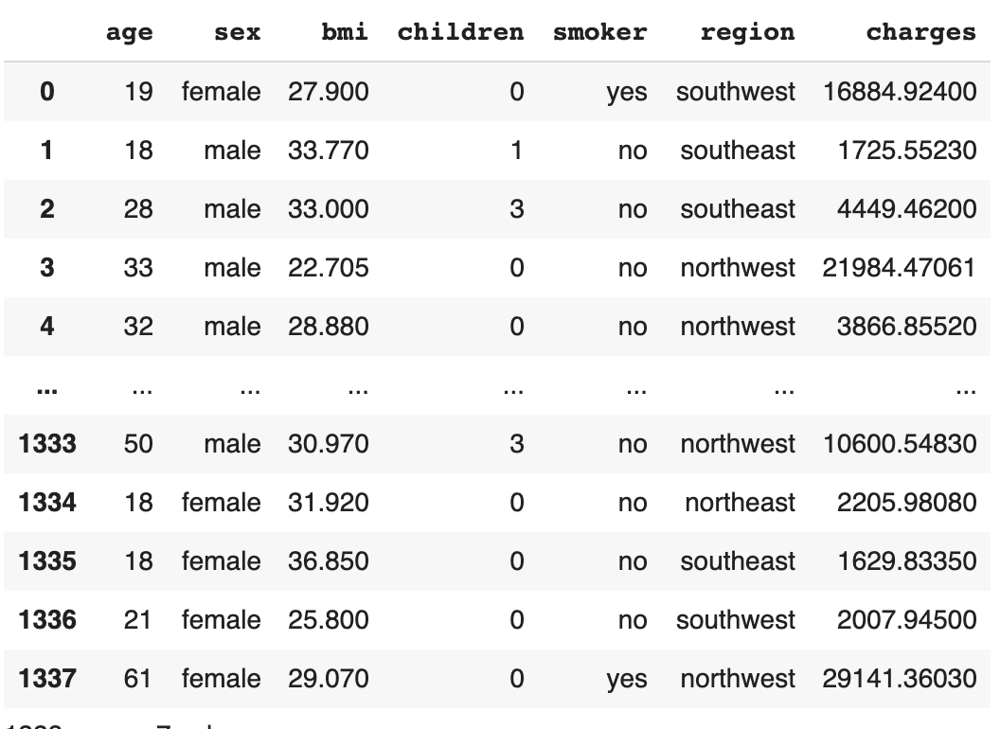 age sex bmi children smoker region charges
0 19 female 27.900 0 yes southwest 16884.92400
1 18 male 33.770 1 no southeast 1725.55230
2 28 male 33.000 3 no southeast 4449.46200
3 33 male 22.705 0 no northwest 21984.47061
4 32 male 28.880 0 no northwest 3866.85520
... ... ... ... ... ... ... ...
1333 50 male 30.970 3 no northwest 10600.54830
1334 18 female 31.920 0 no northeast 2205.98080
1335 18 female 36.850 0 no southeast 1629.83350
1336 21 female 25.800 0 no southwest 2007.94500
1337 61 female 29.070 0 yes northwest 29141.36030